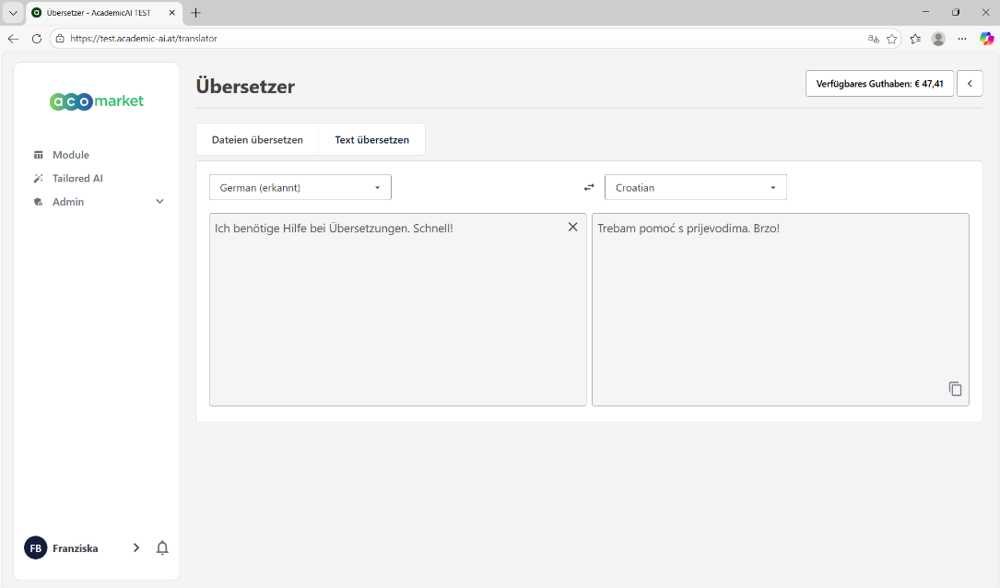 Übersetzer - AcademicAI TEST
https://test.academic-ai.at/translator
aco market
Übersetzer
Verfügbares Guthaben: € 47,41
Module
Tailored AI
Admin
Dateien übersetzen
Text übersetzen
German (erkannt)
Croatian
Ich benötige Hilfe bei Übersetzungen. Schnell!
Trebam pomoć s prijevodima. Brzo!
FB
Franziska